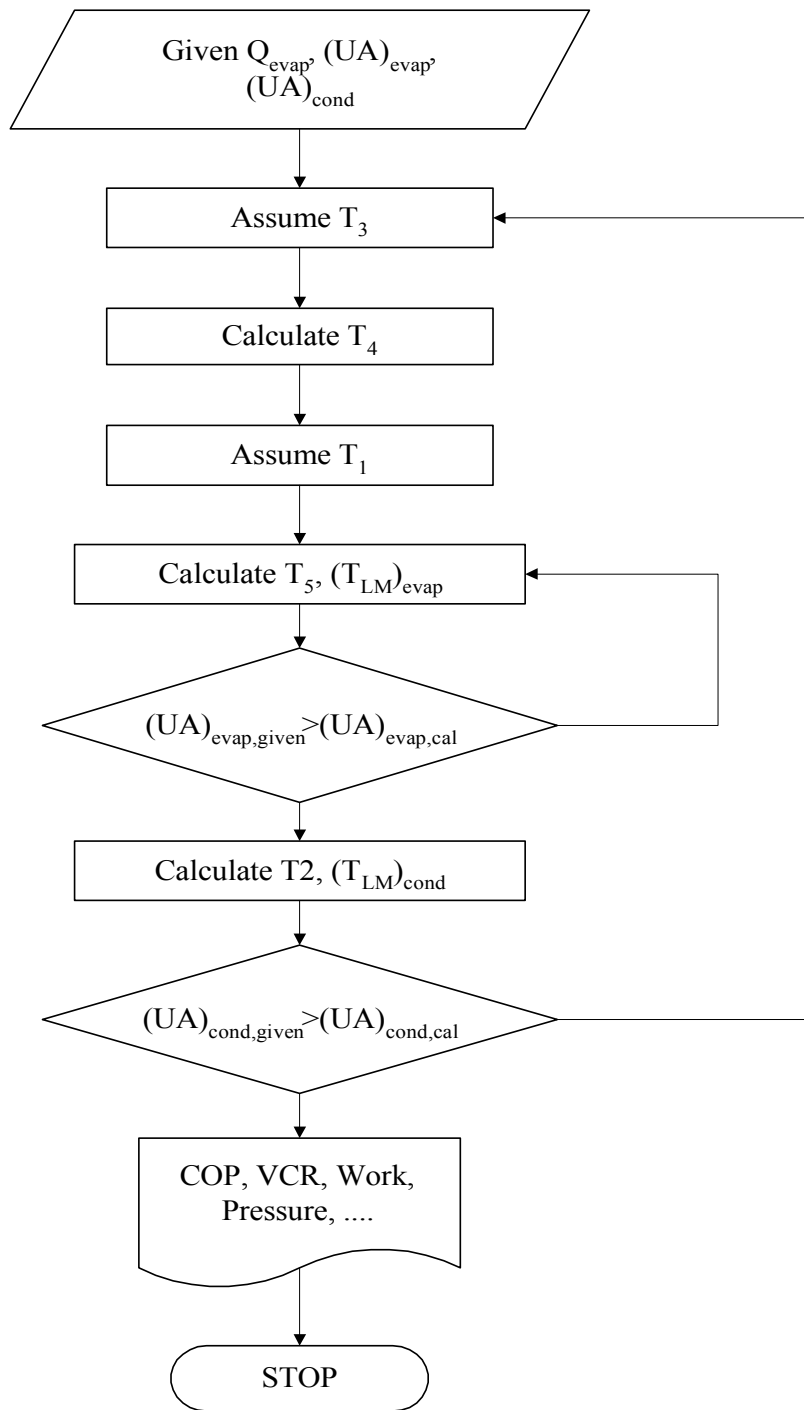 Given Q_evap, (UA)_evap,
(UA)_cond
Assume T_3
Calculate T_4
Assume T_1
Calculate T_5, (T_LM)_evap
(UA)_evap,given>(UA)_evap,cal
Calculate T2, (T_LM)_cond
(UA)_cond,given>(UA)_cond,cal
COP, VCR, Work,
Pressure, ....
STOP